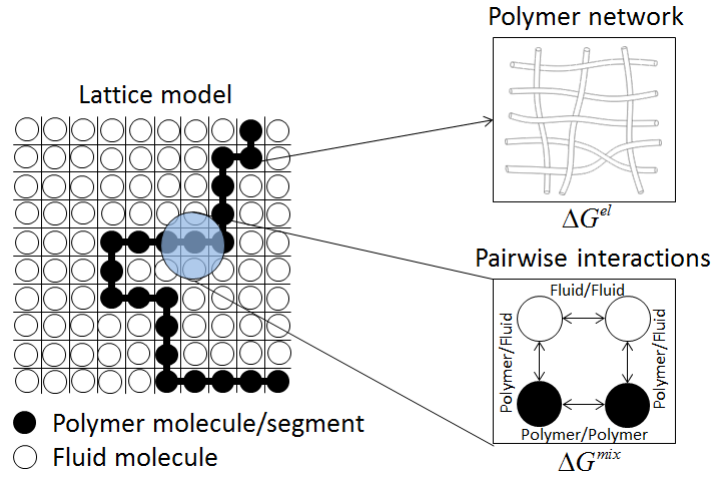 Polymer network
Lattice model
ΔG^{el}
Pairwise interactions
Fluid/Fluid
Polymer/Fluid
Polymer/Fluid
Polymer/Polymer
ΔG^{mix}
Polymer molecule/segment
Fluid molecule